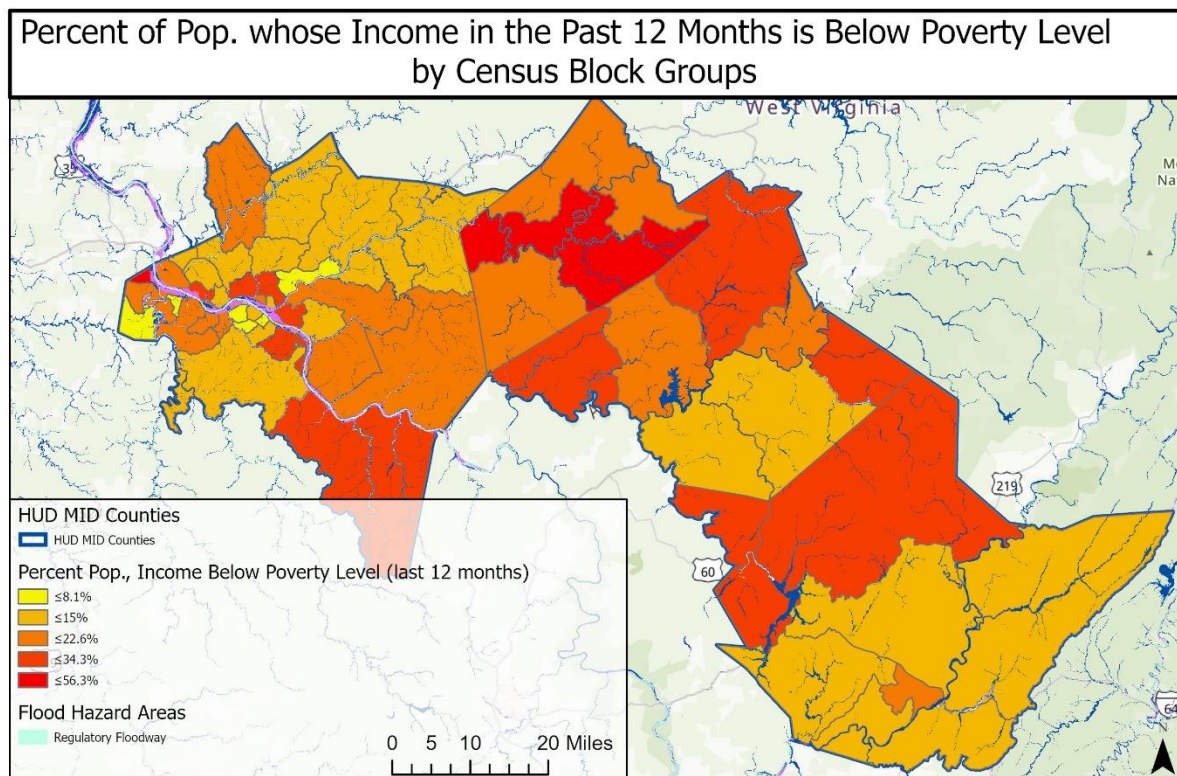 Percent of Pop. whose Income in the Past 12 Months is Below Poverty Level
by Census Block Groups
West Virginia
35
219
60
64
HUD MID Counties
HUD MID Counties
Percent Pop., Income Below Poverty Level (last 12 months)
≤8.1%
≤15%
≤22.6%
≤34.3%
≤56.3%
Flood Hazard Areas
Regulatory Floodway
0 5 10 20 Miles